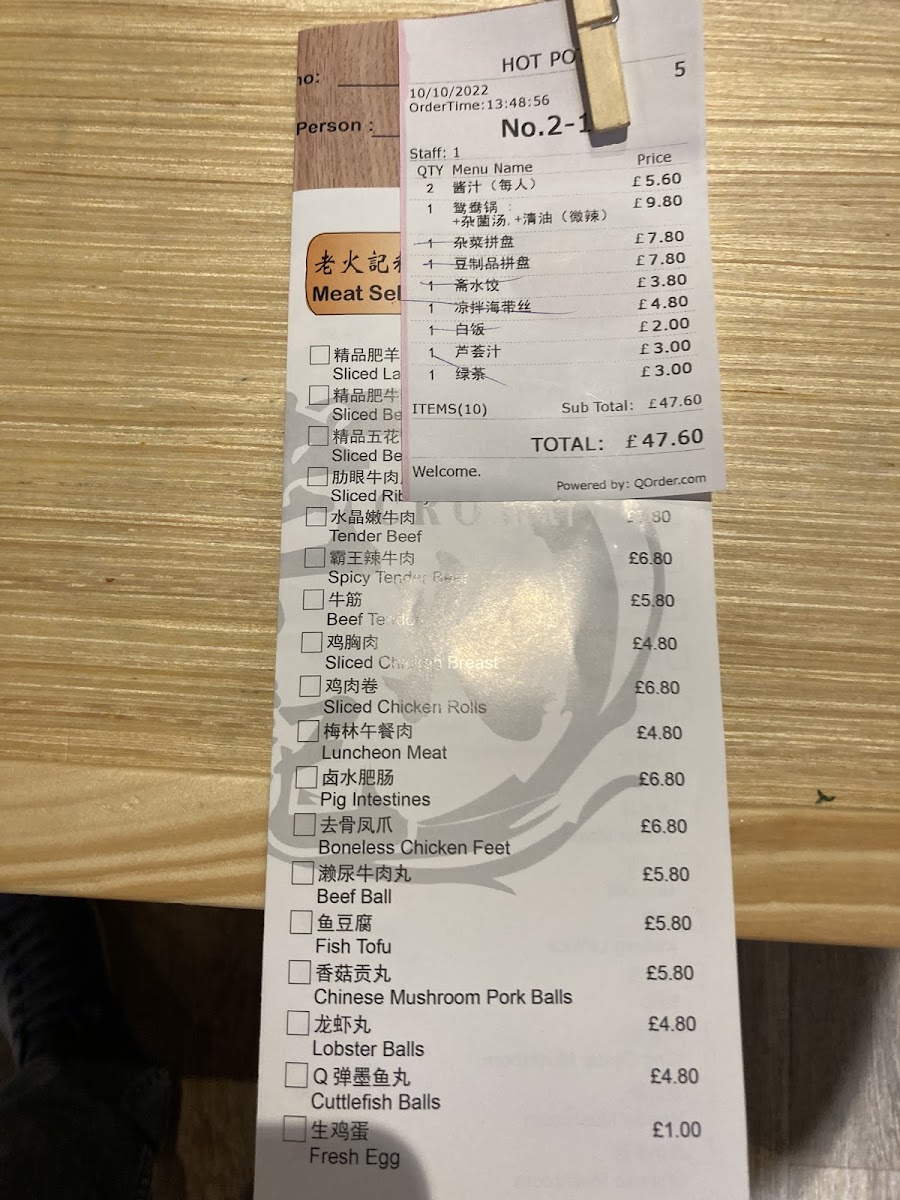 HOT PO
5
10/10/2022
OrderTime:13:48:56
No.2-1
Staff: 1
QTY Menu Name Price
2 酱汁（每人） £5.60
1 鸳鸯锅 : £9.80
+杂菌汤, +清油（微辣）
1 杂菜拼盘 £7.80
1 豆制品拼盘 £7.80
1 斋水饺 £3.80
1 凉拌海带丝 £4.80
1 白饭 £2.00
1 芦荟汁 £3.00
1 绿茶 £3.00
ITEMS(10) Sub Total: £47.60
TOTAL: £47.60
Welcome.
Powered by: QOrder.com
no:
Person :
老火記
Meat Sel
精品肥羊
Sliced La
精品肥牛
Sliced Be
精品五花
Sliced Be
肋眼牛肉
Sliced Rib
水晶嫩牛肉
Tender Beef
霸王辣牛肉 £6.80
Spicy Tender Beef
牛筋 £5.80
Beef Tendon
鸡胸肉 £4.80
Sliced Chicken Breast
鸡肉卷 £6.80
Sliced Chicken Rolls
梅林午餐肉 £4.80
Luncheon Meat
卤水肥肠 £6.80
Pig Intestines
去骨凤爪 £6.80
Boneless Chicken Feet
濑尿牛肉丸 £5.80
Beef Ball
鱼豆腐 £5.80
Fish Tofu
香菇贡丸 £5.80
Chinese Mushroom Pork Balls
龙虾丸 £4.80
Lobster Balls
Q 弹墨鱼丸 £4.80
Cuttlefish Balls
生鸡蛋 £1.00
Fresh Egg